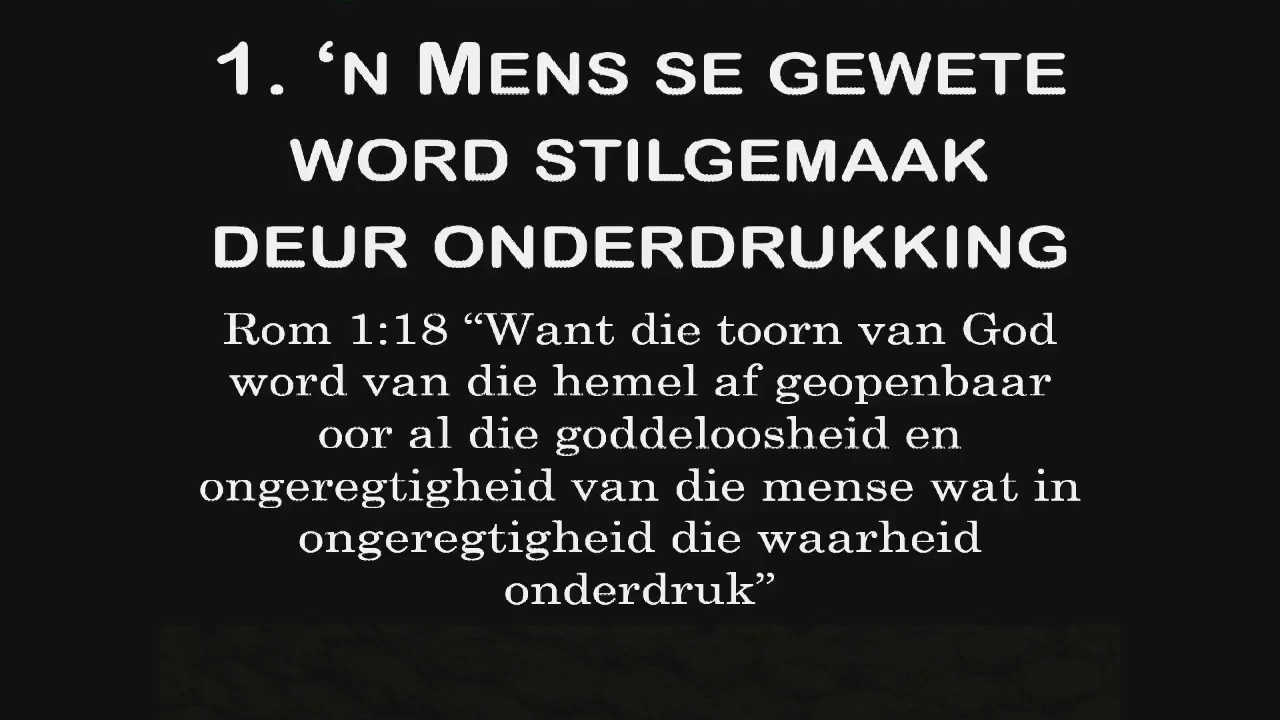 1. ‘N MENS SE GEWETE
WORD STILGEMAAK
DEUR ONDERDRUKKING
Rom 1:18 “Want die toorn van God
word van die hemel af geopenbaar
oor al die goddeloosheid en
ongeregtigheid van die mense wat in
ongeregtigheid die waarheid
onderdruk”